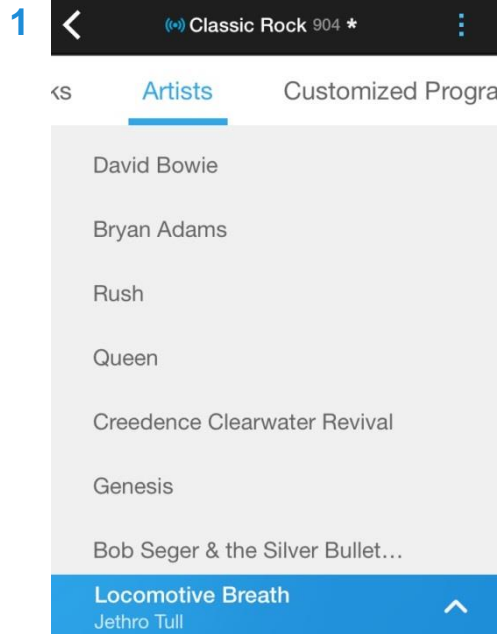 1
Classic Rock 904 *
ks Artists Customized Progra
David Bowie
Bryan Adams
Rush
Queen
Creedence Clearwater Revival
Genesis
Bob Seger & the Silver Bullet…
Locomotive Breath
Jethro Tull